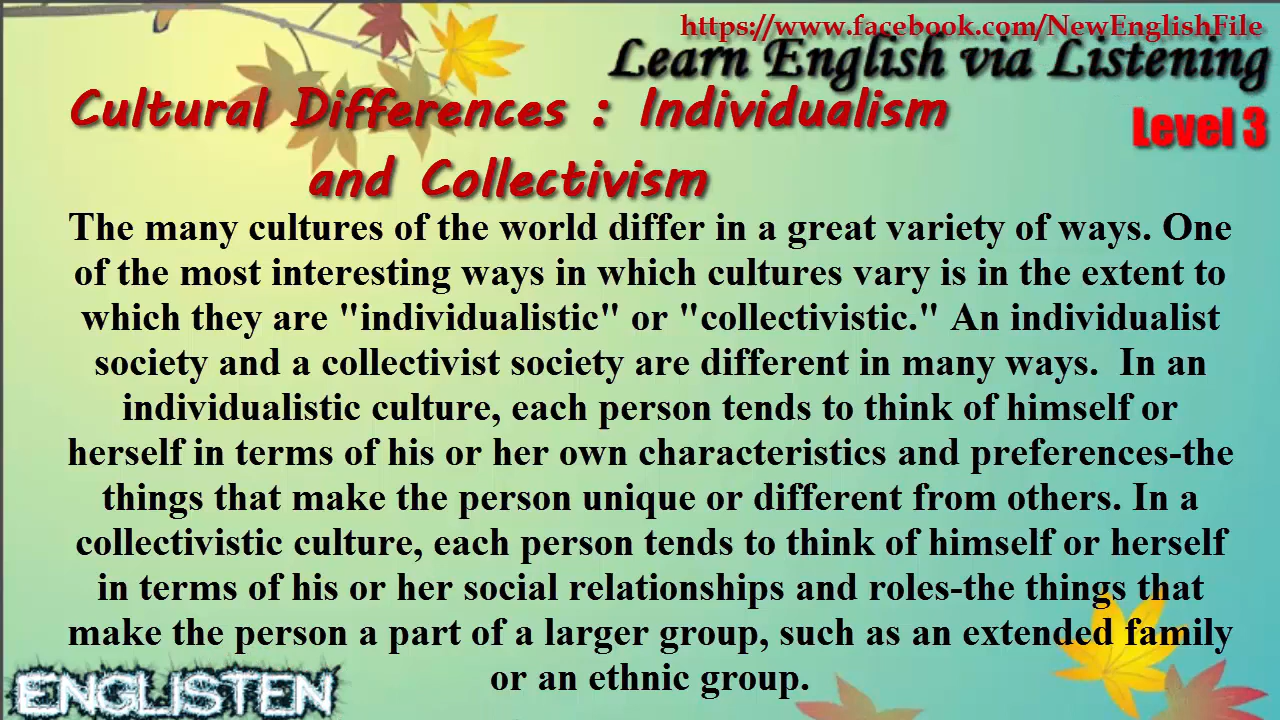 https://www.facebook.com/NewEnglishFile
Learn English via Listening
Cultural Differences : Individualism
and Collectivism
Level 3
The many cultures of the world differ in a great variety of ways. One
of the most interesting ways in which cultures vary is in the extent to
which they are "individualistic" or "collectivistic." An individualist
society and a collectivist society are different in many ways.  In an
individualistic culture, each person tends to think of himself or
herself in terms of his or her own characteristics and preferences-the
things that make the person unique or different from others. In a
collectivistic culture, each person tends to think of himself or herself
in terms of his or her social relationships and roles-the things that
make the person a part of a larger group, such as an extended family
or an ethnic group.
ENGLISTEN